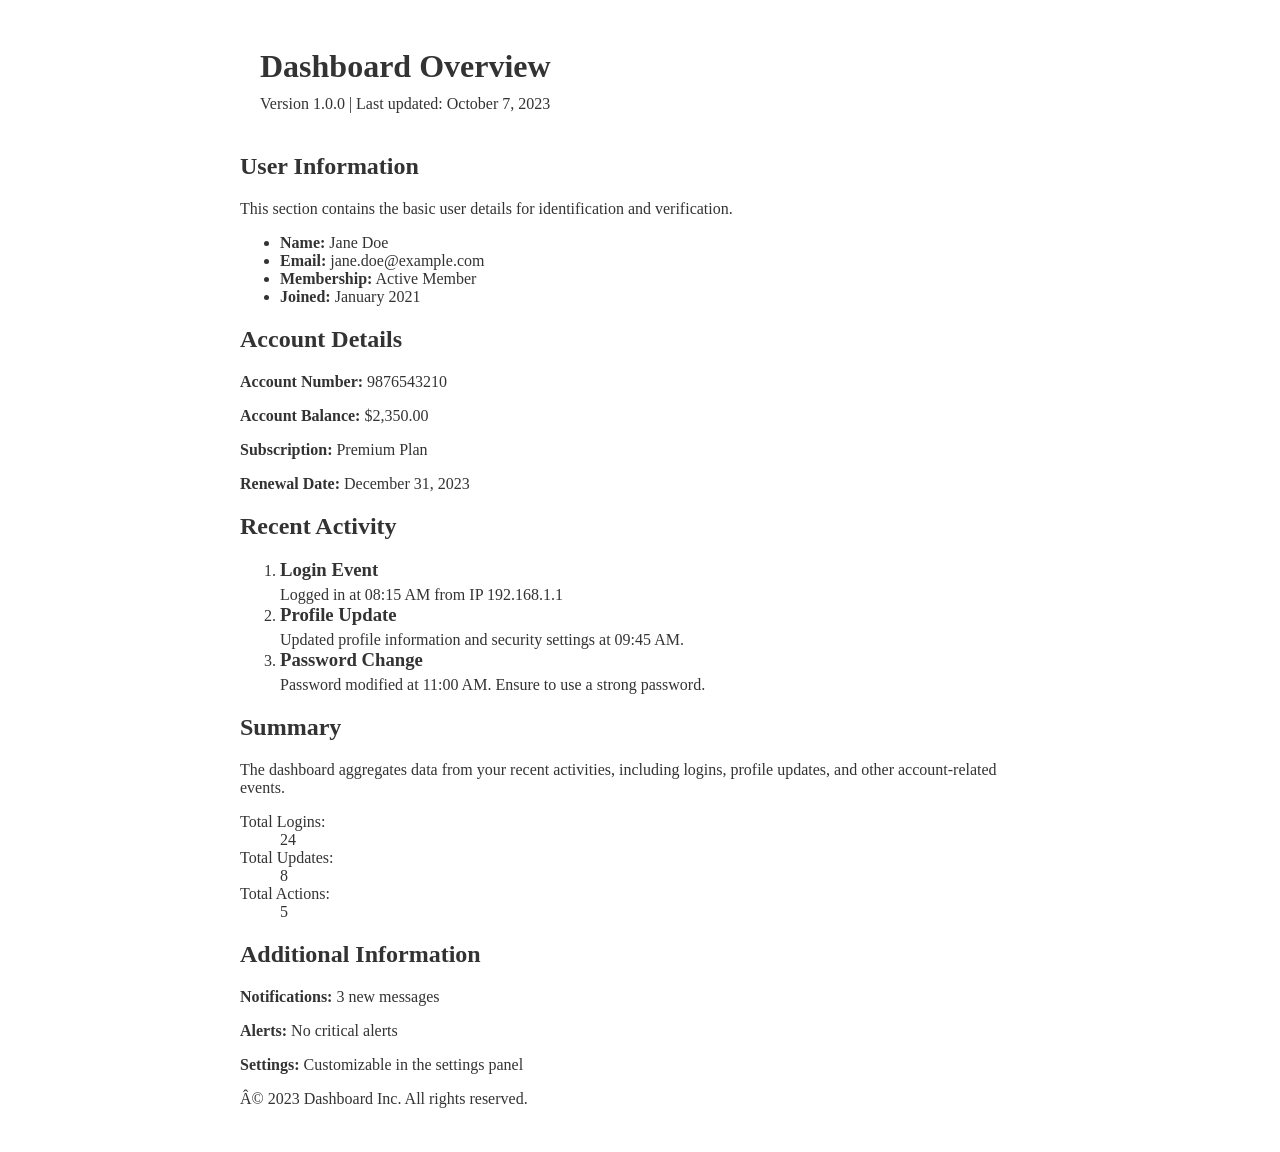 Dashboard Overview
Version 1.0.0 | Last updated: October 7, 2023
User Information
This section contains the basic user details for identification and verification.
• Name: Jane Doe
• Email: jane.doe@example.com
• Membership: Active Member
• Joined: January 2021
Account Details
Account Number: 9876543210
Account Balance: $2,350.00
Subscription: Premium Plan
Renewal Date: December 31, 2023
Recent Activity
1. Login Event
Logged in at 08:15 AM from IP 192.168.1.1
2. Profile Update
Updated profile information and security settings at 09:45 AM.
3. Password Change
Password modified at 11:00 AM. Ensure to use a strong password.
Summary
The dashboard aggregates data from your recent activities, including logins, profile updates, and other account-related
events.
Total Logins:
24
Total Updates:
8
Total Actions:
5
Additional Information
Notifications: 3 new messages
Alerts: No critical alerts
Settings: Customizable in the settings panel
Â© 2023 Dashboard Inc. All rights reserved.